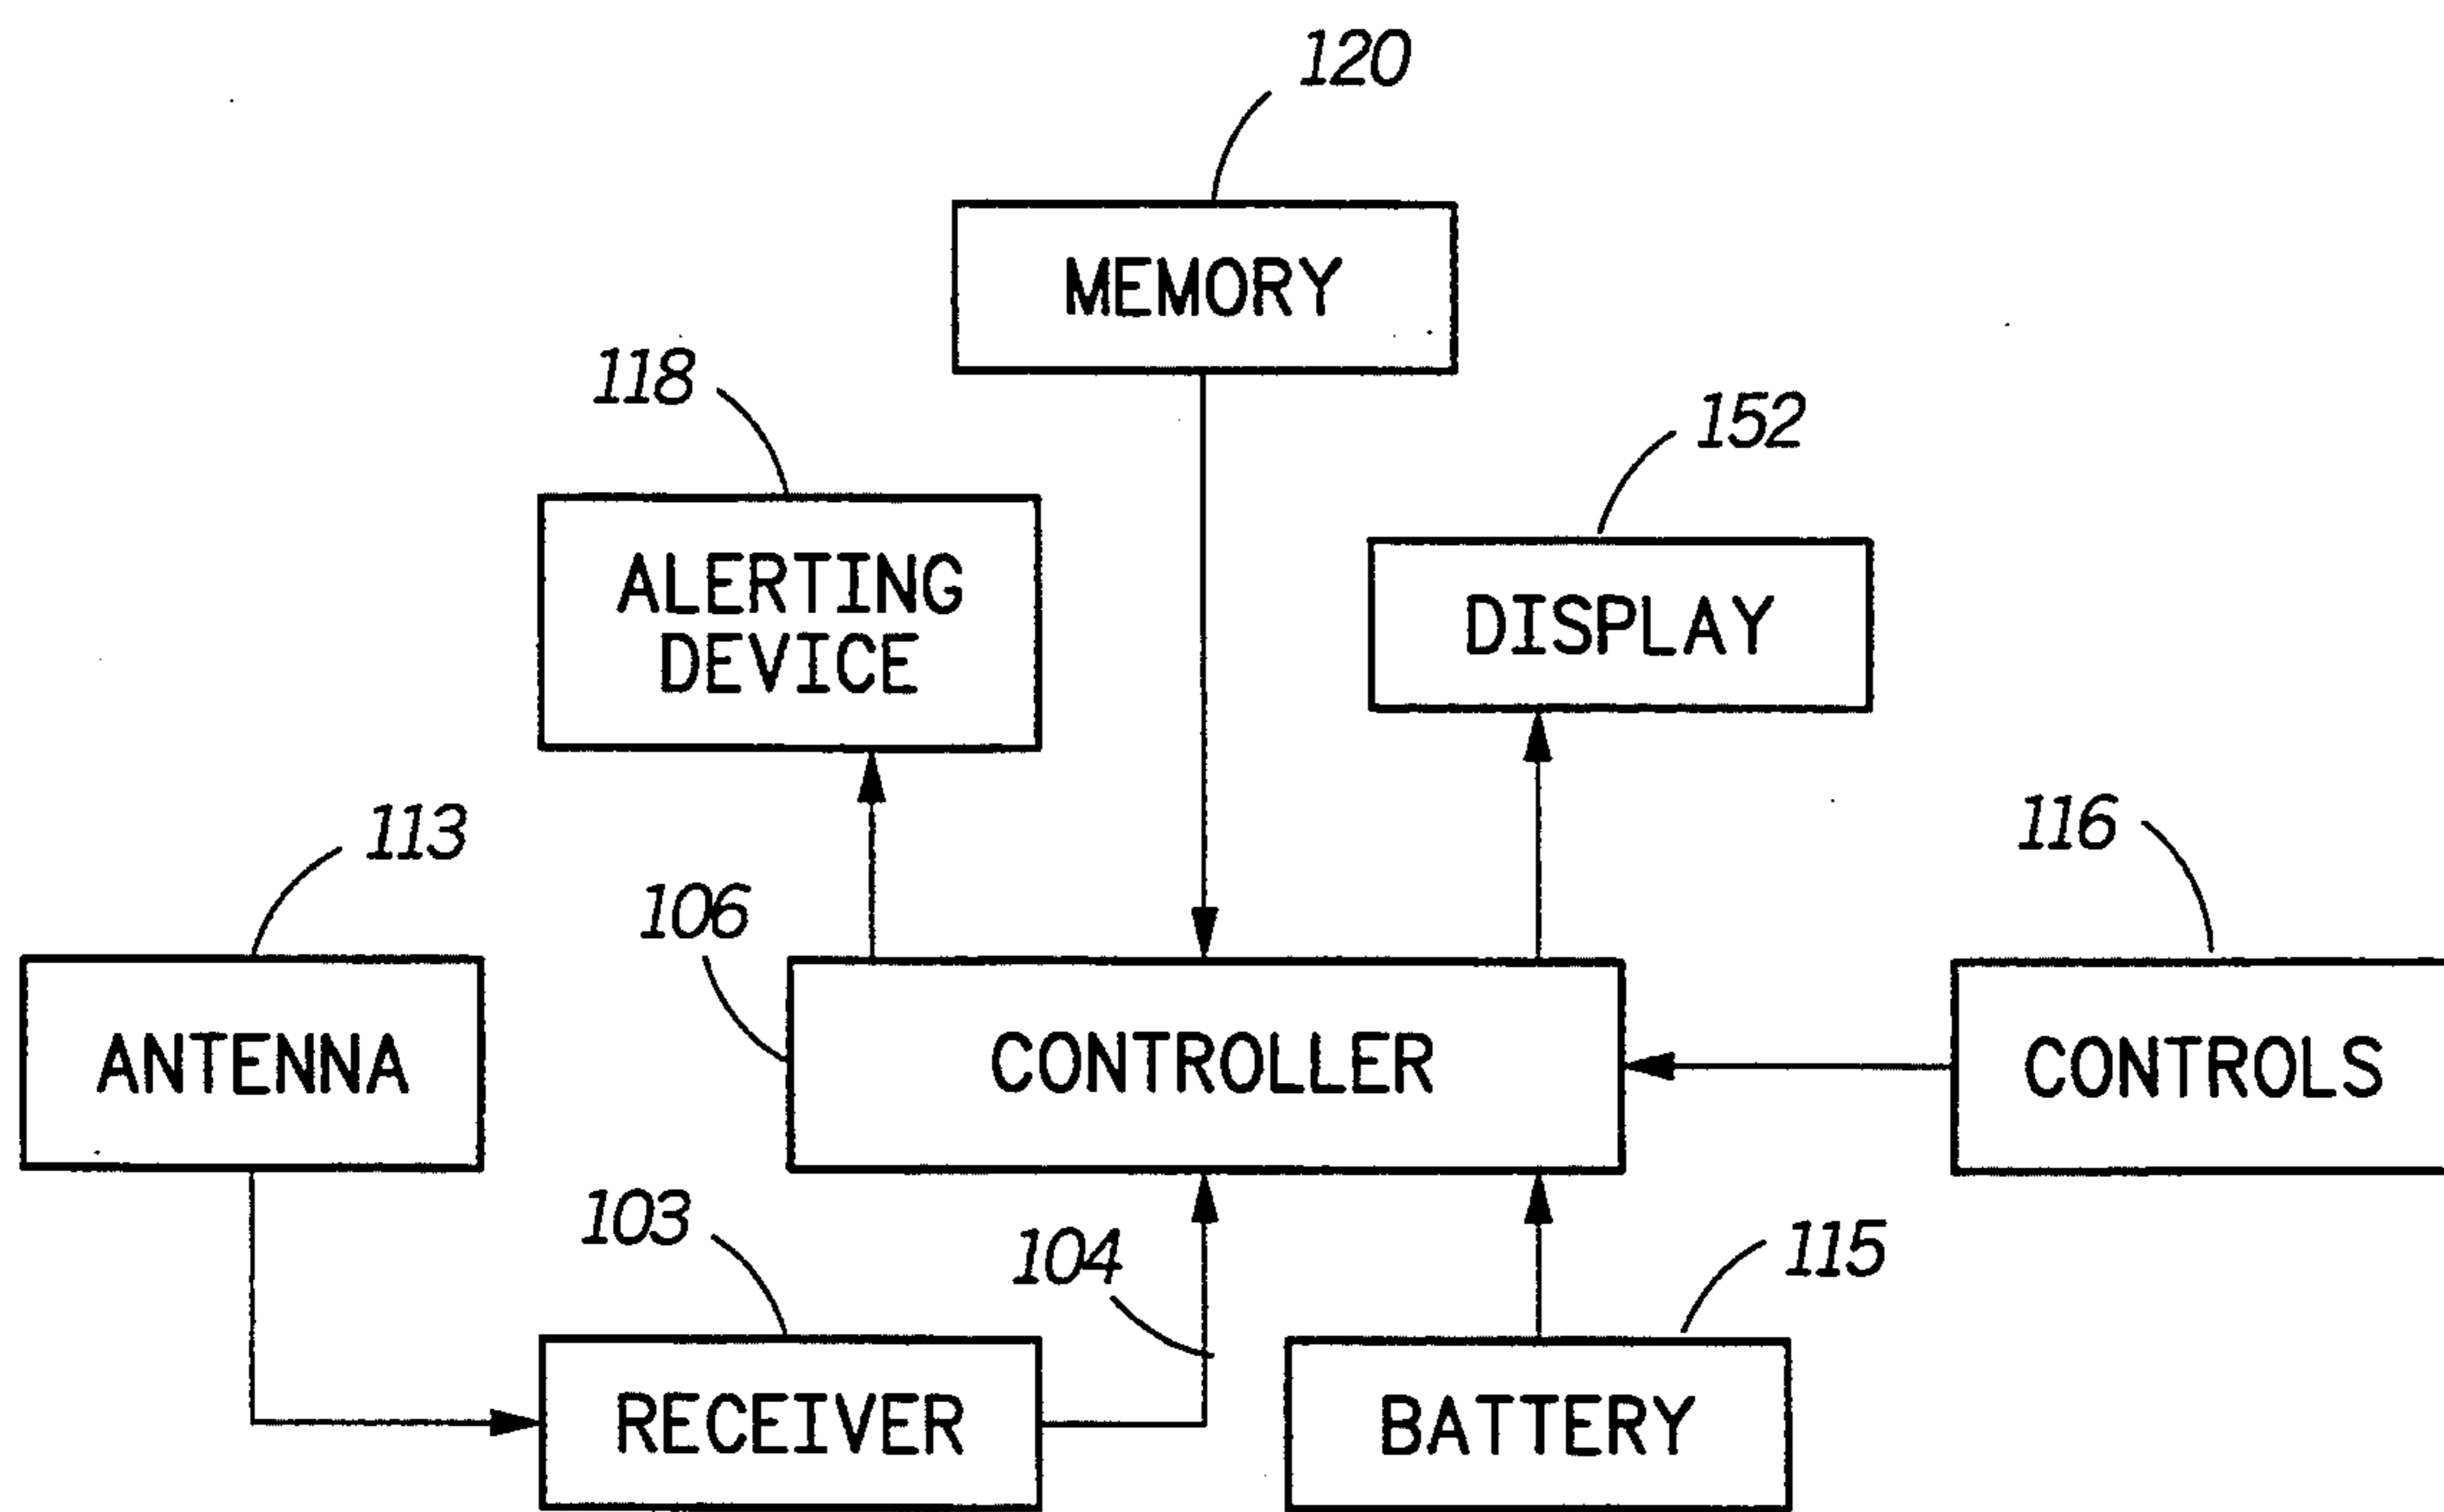 120
MEMORY
118
152
ALERTING
DEVICE
DISPLAY
113
116
106
ANTENNA
CONTROLLER
CONTROLS
103
104
115
RECEIVER
BATTERY